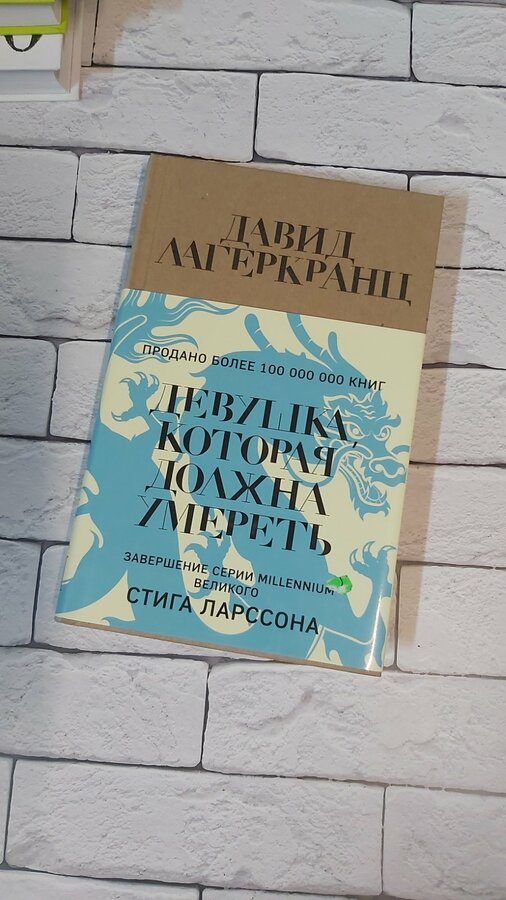 ДАВИД
ЛАГЕРКРАНЦ
ПРОДАНО БОЛЕЕ 100 000 000 КНИГ
ДЕВУШКА,
КОТОРАЯ
ДОЛЖНА
УМЕРЕТЬ
ЗАВЕРШЕНИЕ СЕРИИ MILLENNIUM
ВЕЛИКОГО
СТИГА ЛАРССОНА